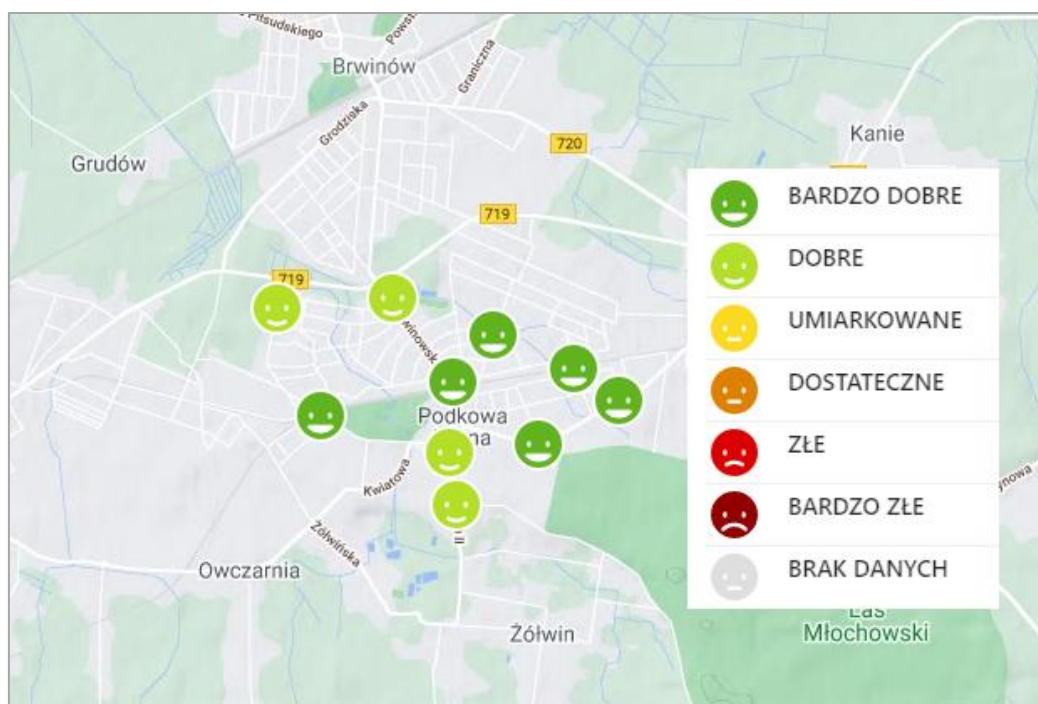 Piłsudskiego
Brwinów
Graniczna
Grodziska
720
Kanie
Grudów
719
719
Podkowa
Kwiatowa
Żółwińska
Owczarnia
Żółwin
BARDZO DOBRE
DOBRE
UMIARKOWANE
DOSTATECZNE
ZŁE
BARDZO ZŁE
BRAK DANYCH
Las
Młochowski